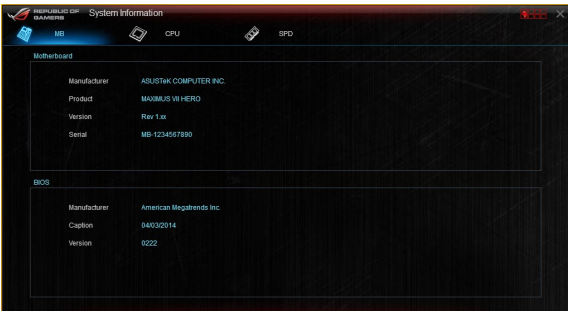 REPUBLIC OF
GAMERS
System Information
MB
CPU
SPD
Motherboard
Manufacturer ASUSTeK COMPUTER INC.
Product MAXIMUS VII HERO
Version Rev 1.xx
Serial MB-1234567890
BIOS
Manufacturer American Megatrends Inc.
Caption 04/03/2014
Version 0222